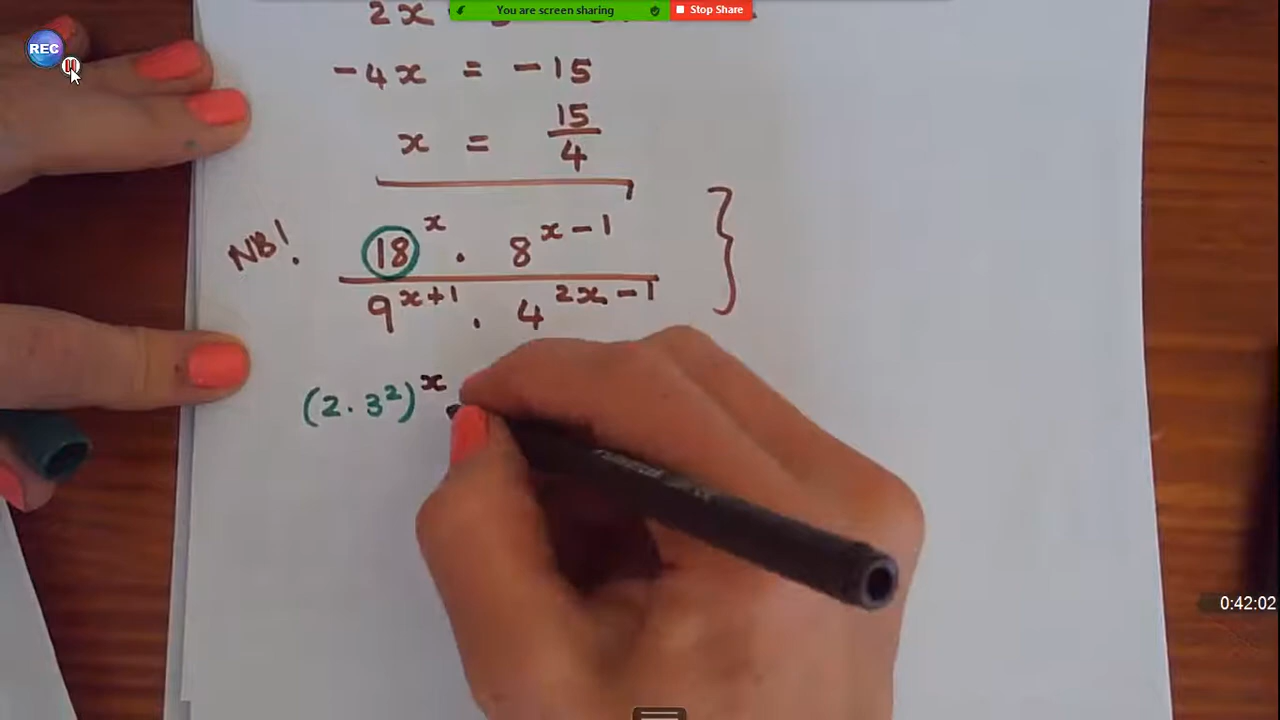 You are screen sharing Stop Share
REC
2x
-4x = -15
x = 15/4
NB! 18^x . 8^(x-1)
9^(x+1) . 4^(2x-1)
(2.3²)^x .
0:42:02